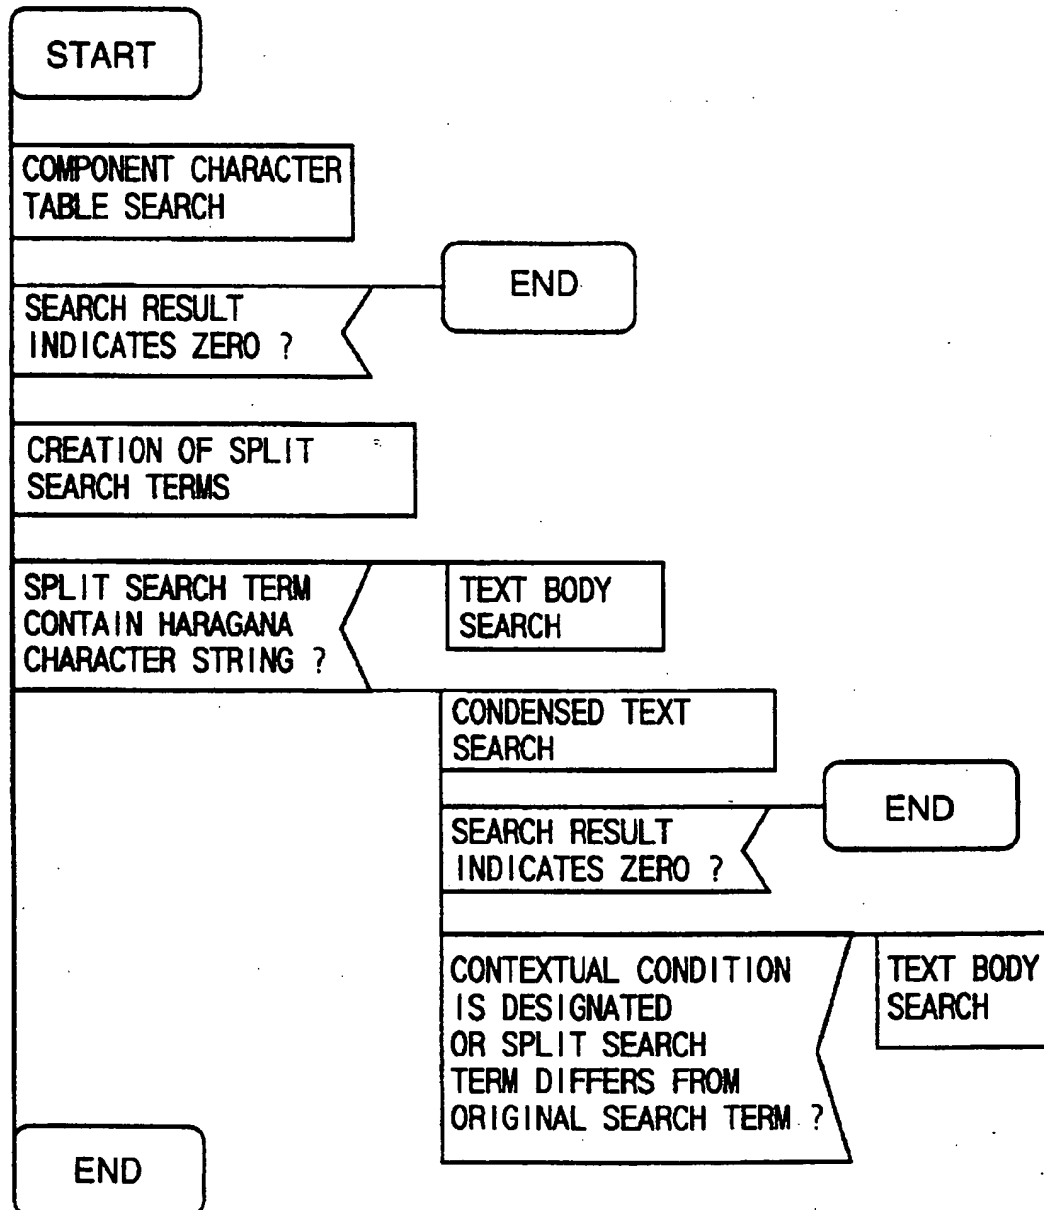 START
COMPONENT CHARACTER
TABLE SEARCH
END
SEARCH RESULT
INDICATES ZERO ?
CREATION OF SPLIT
SEARCH TERMS
SPLIT SEARCH TERM
CONTAIN HARAGANA
CHARACTER STRING ?
TEXT BODY
SEARCH
CONDENSED TEXT
SEARCH
END
SEARCH RESULT
INDICATES ZERO ?
CONTEXTUAL CONDITION
IS DESIGNATED
OR SPLIT SEARCH
TERM DIFFERS FROM
ORIGINAL SEARCH TERM ?
TEXT BODY
SEARCH
END